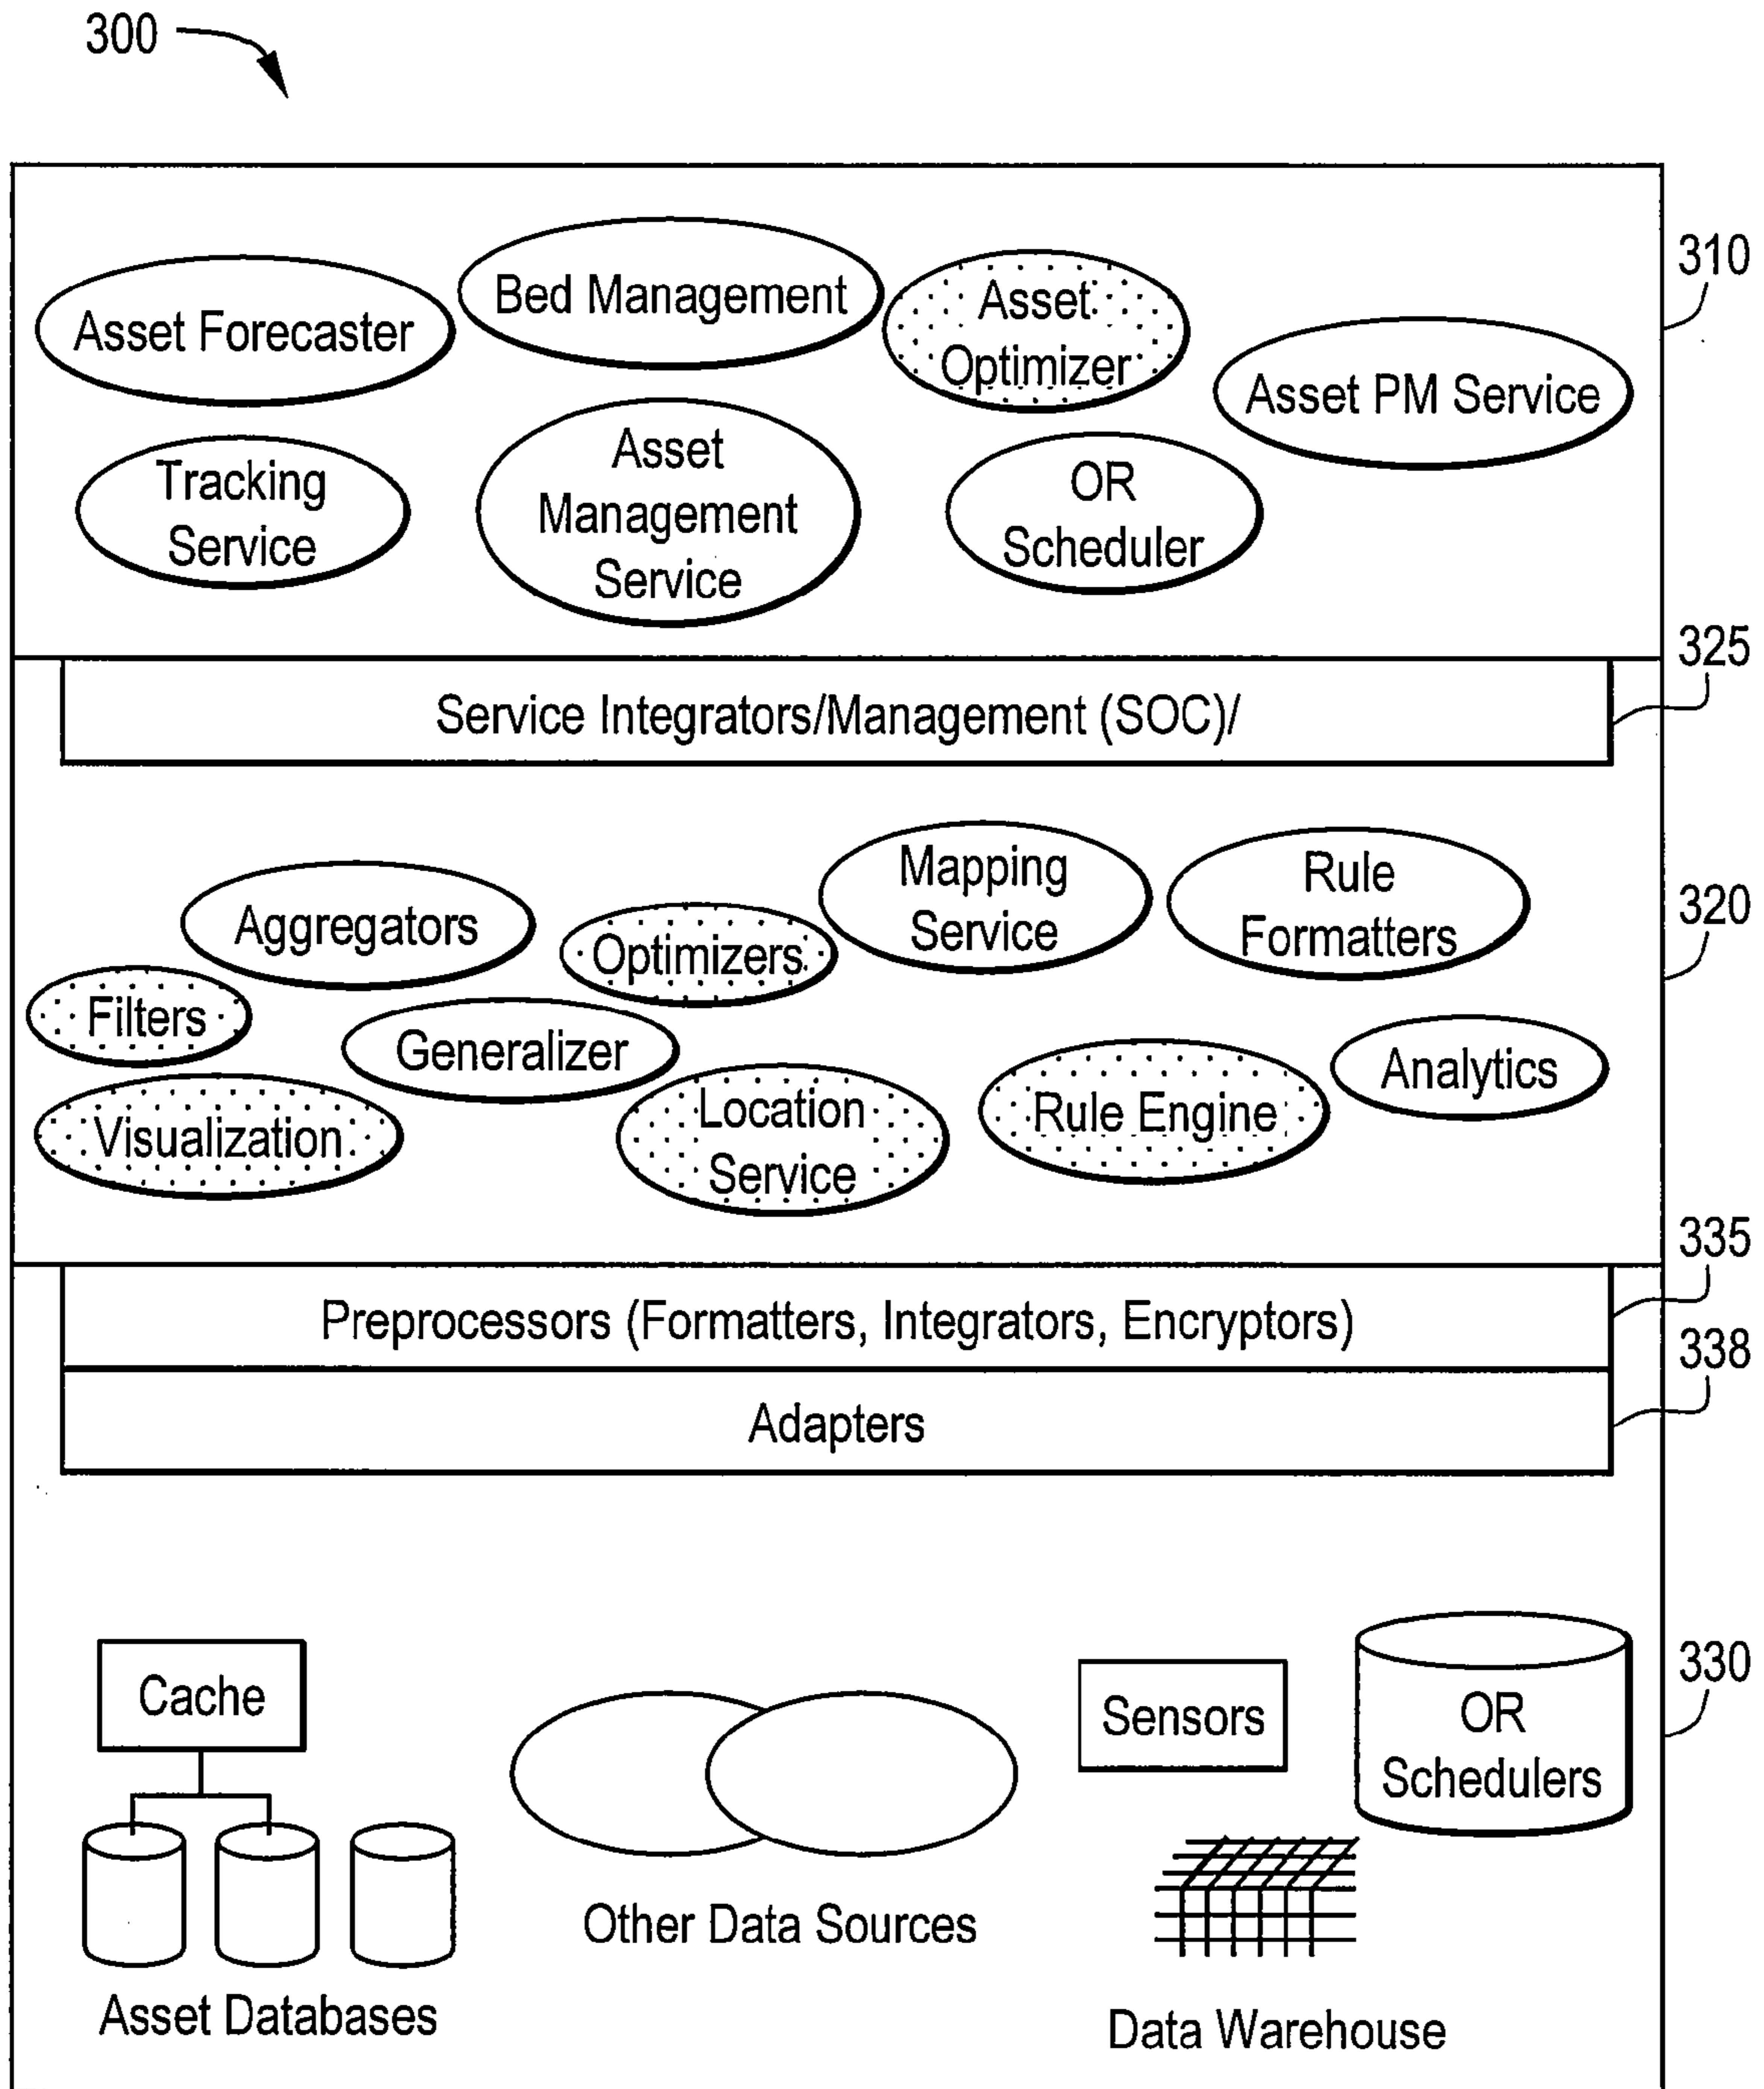 300
310
Asset Forecaster
Bed Management
Asset
Optimizer
Asset PM Service
Tracking
Service
Asset
Management
Service
OR
Scheduler
325
Service Integrators/Management (SOC)/
320
Aggregators
Optimizers
Mapping
Service
Rule
Formatters
Filters
Generalizer
Visualization
Location
Service
Rule Engine
Analytics
335
Preprocessors (Formatters, Integrators, Encryptors)
338
Adapters
330
Cache
Sensors
OR
Schedulers
Asset Databases
Other Data Sources
Data Warehouse